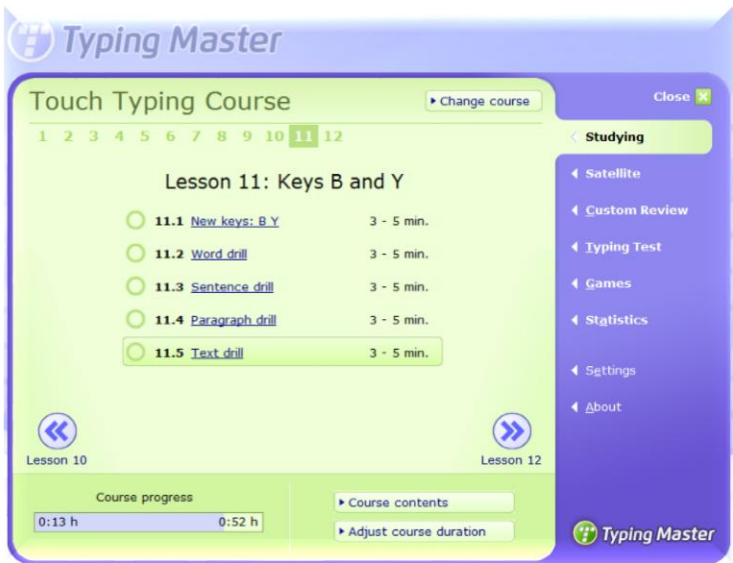 Typing Master
Touch Typing Course
Change course
1 2 3 4 5 6 7 8 9 10 11 12
Lesson 11: Keys B and Y
11.1 New keys: B Y 3 - 5 min.
11.2 Word drill 3 - 5 min.
11.3 Sentence drill 3 - 5 min.
11.4 Paragraph drill 3 - 5 min.
11.5 Text drill 3 - 5 min.
Lesson 10
Lesson 12
Course progress
0:13 h 0:52 h
Course contents
Adjust course duration
Close
Studying
Satellite
Custom Review
Typing Test
Games
Statistics
Settings
About
Typing Master